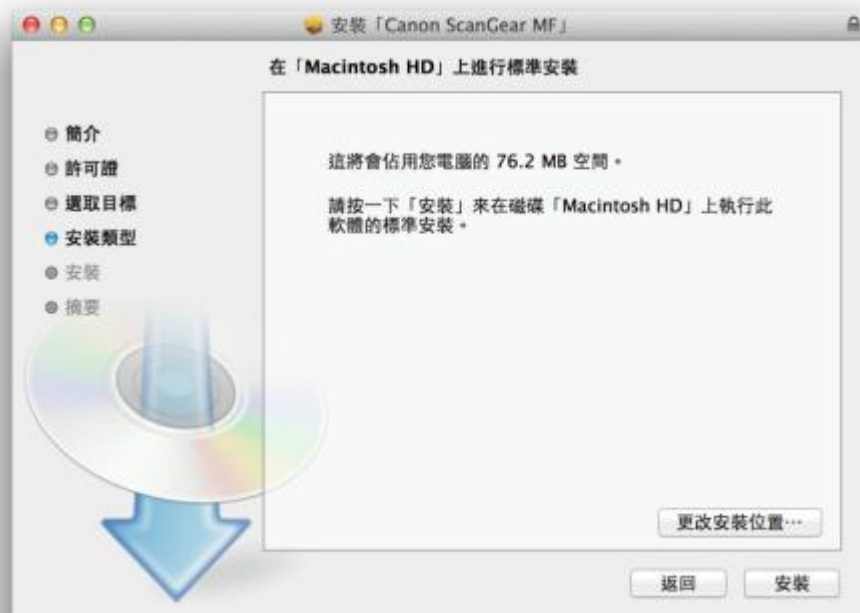 安裝「Canon ScanGear MF」
在「Macintosh HD」上進行標準安裝
簡介
許可證
選取目標
安裝類型
安裝
摘要
這將會佔用您電腦的 76.2 MB 空間。
請按一下「安裝」來在磁碟「Macintosh HD」上執行此
軟體的標準安裝。
更改安裝位置⋯
返回
安裝